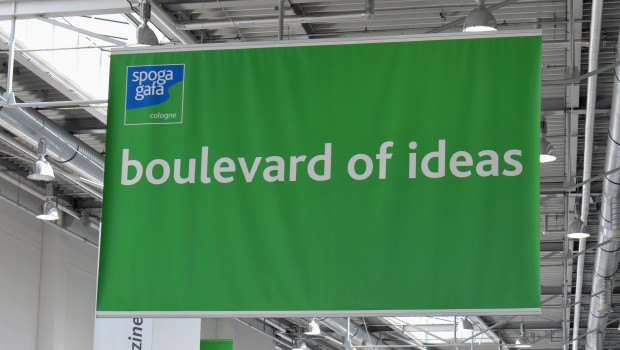 spoga
gafa
cologne
boulevard of ideas
zine